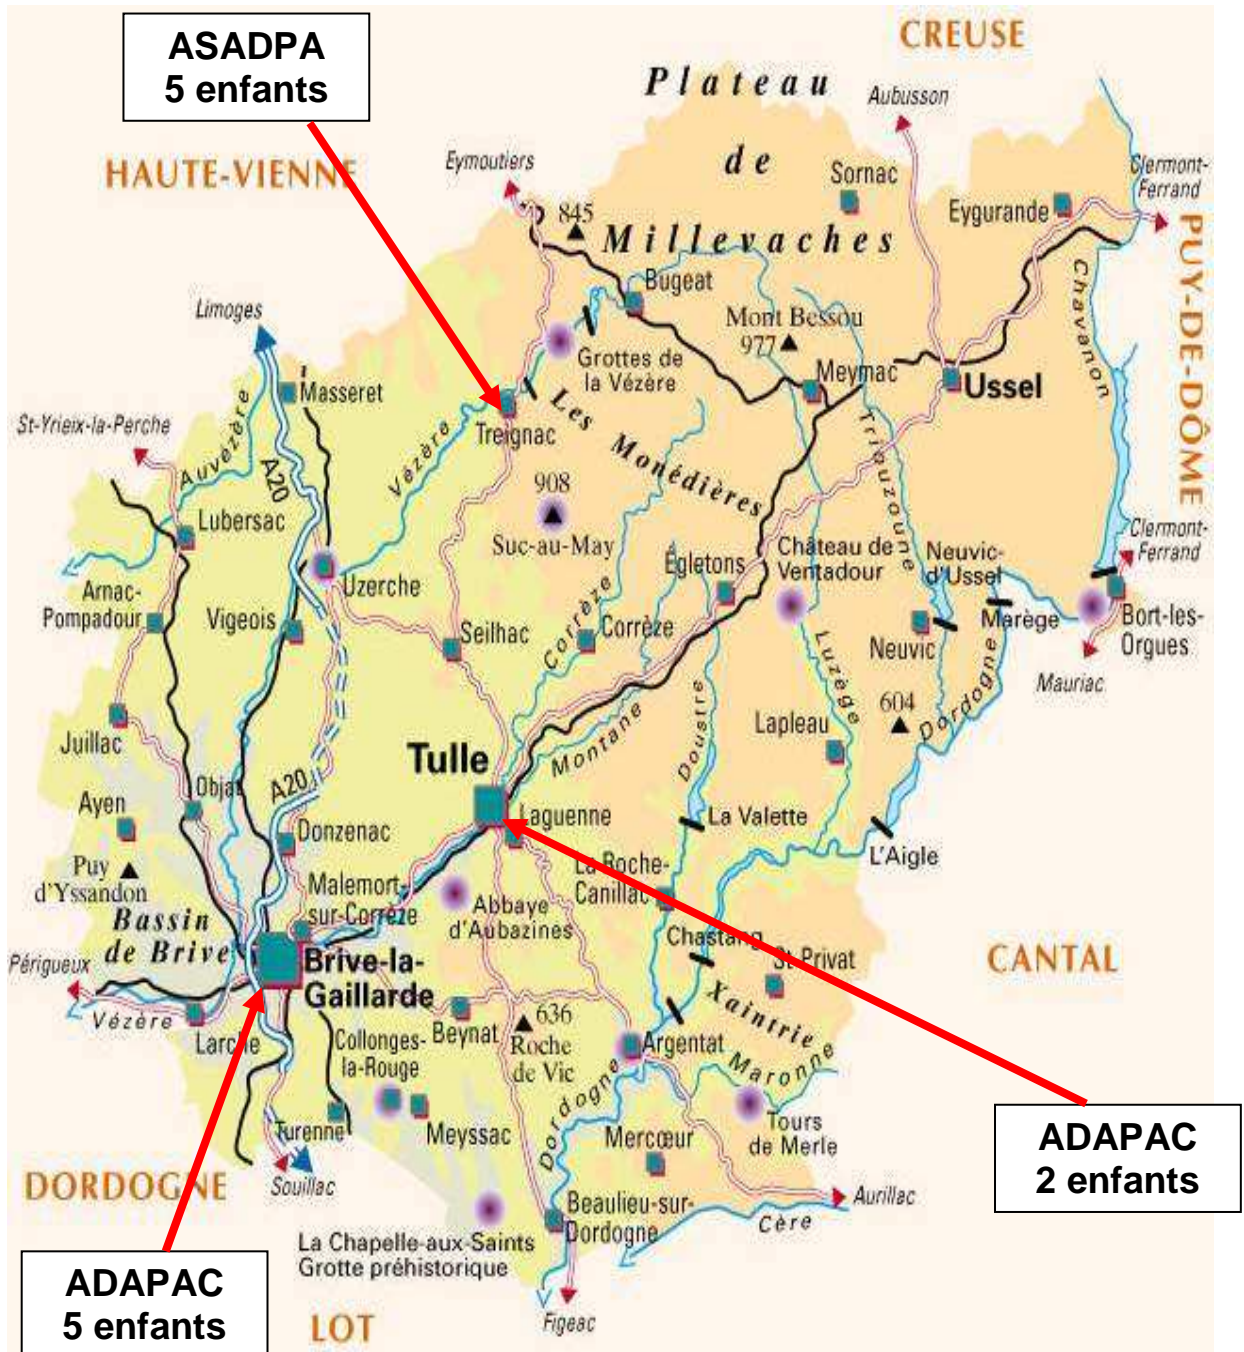 ASADPA
5 enfants
CREUSE
Plateau
de
Millevaches
Aubusson
HAUTE-VIENNE
Eymoutiers
845
Sornac
Eygurande
Clermont-
Ferrand
PUY-DE-DÔME
Chavanon
Bugeat
Mont Bessou
977
Limoges
Grottes de
la Vézère
Meymac
Ussel
Masseret
Treignac
Les Monédières
Triouzoune
St-Yrieix-la-Perche
Auvézère
A20
Vézère
908
Suc-au-May
Lubersac
Clermont-
Ferrand
Égletons
Château de
Ventadour
Neuvic-
d'Ussel
Uzerche
Arnac-
Pompadour
Vigeois
Seilhac
Corrèze
Corrèze
Neuvic
Marège
Bort-les-
Orgues
Mauriac
Luzège
Dordogne
604
Juillac
Lapleau
Doustre
Montane
Tulle
Ayen
Objat
A20
Laguenne
La Valette
L'Aigle
Donzenac
Puy
d'Yssandon
Malemort-
sur-Corrèze
La Roche-
Canillac
Abbaye
d'Aubazines
Bassin
de Brive
Chastang
St-Privat
CANTAL
Périgueux
Brive-la-
Gaillarde
Xaintrie
Vézère
Larche
Beynat
636
Roche
de Vic
Argentat
Collonges-
la-Rouge
Maronne
Turenne
Meyssac
Dordogne
Mercœur
Tours
de Merle
ADAPAC
2 enfants
DORDOGNE
Souillac
Beaulieu-sur-
Dordogne
Aurillac
Cère
La Chapelle-aux-Saints
Grotte préhistorique
ADAPAC
5 enfants
LOT
Figeac